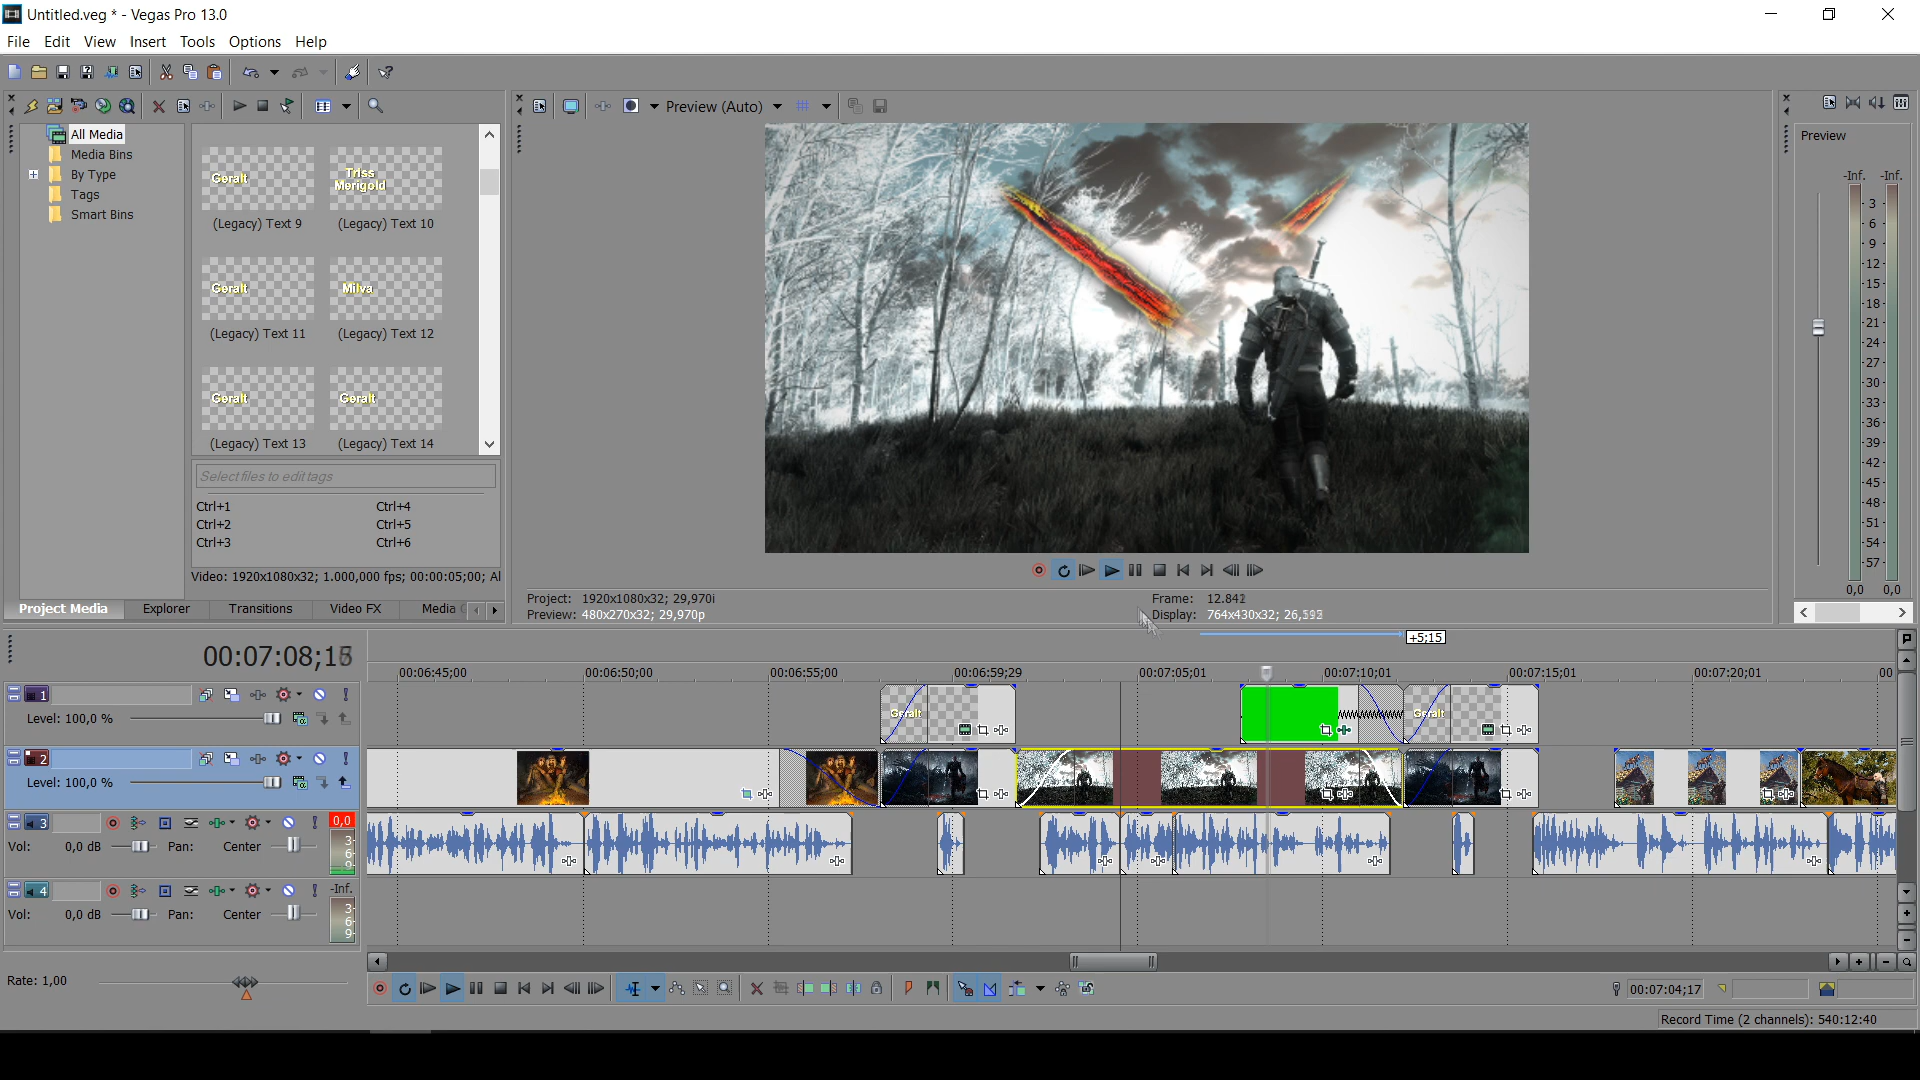 Untitled.veg * - Vegas Pro 13.0
File Edit View Insert Tools Options Help
Preview (Auto)
Preview
All Media
Media Bins
By Type
Tags
Smart Bins
Geralt
Triss Merigold
(Legacy) Text 9 (Legacy) Text 10
Geralt Milva
(Legacy) Text 11 (Legacy) Text 12
Geralt Geralt
(Legacy) Text 13 (Legacy) Text 14
Select files to edit tags
Ctrl+1 Ctrl+4
Ctrl+2 Ctrl+5
Ctrl+3 Ctrl+6
Video: 1920x1080x32; 1.000,000 fps; 00:00:05;00; Al
Project Media Explorer Transitions Video FX Media
-Inf. -Inf.
-3-
-6-
-9-
-12-
-15-
-18-
-21-
-24-
-27-
-30-
-33-
-36-
-39-
-42-
-45-
-48-
-51-
-54-
-57-
0,0 0,0
Project: 1920x1080x32; 29,970i
Preview: 480x270x32; 29,970p
Frame: 12.842
Display: 764x430x32;
+5;15
00:06:45;00 00:06:50;00 00:06:55;00 00:06:59;29 00:07:05;01 00:07:10;01 00:07:15;01 00:07:20;01 00
1
Level: 100,0 %
Geralt Geralt
2
Level: 100,0 %
3 0,0
Vol: 0,0 dB Pan: Center
3-
6-
9-
4 -Inf.
Vol: 0,0 dB Pan: Center
3-
6-
9-
Rate: 1,00
00:07:04;17
Record Time (2 channels): 540:12:40